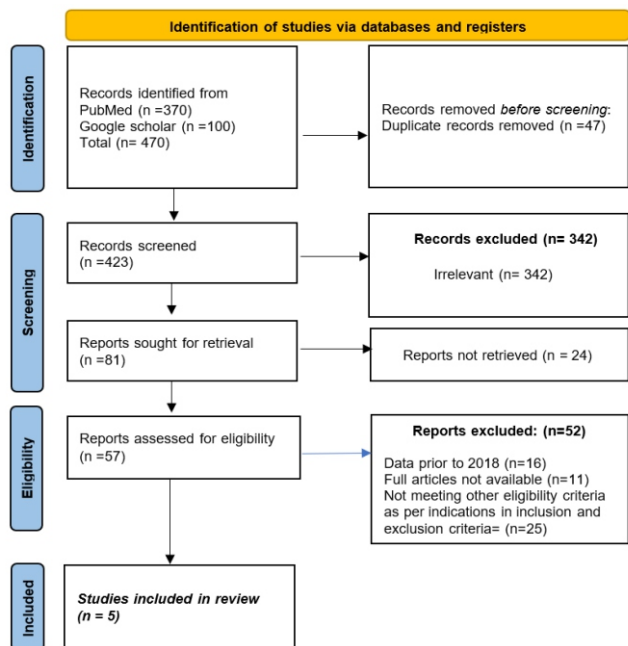 Identification of studies via databases and registers
Identification
Records identified from
PubMed (n =370)
Google scholar (n =100)
Total (n= 470)
Records removed before screening:
Duplicate records removed (n =47)
Screening
Records screened
(n =423)
Records excluded (n= 342)
Irrelevant (n= 342)
Reports sought for retrieval
(n =81)
Reports not retrieved (n = 24)
Eligibility
Reports assessed for eligibility
(n =57)
Reports excluded: (n=52)
Data prior to 2018 (n=16)
Full articles not available (n=11)
Not meeting other eligibility criteria
as per indications in inclusion and
exclusion criteria= (n=25)
Included
Studies included in review
(n = 5)